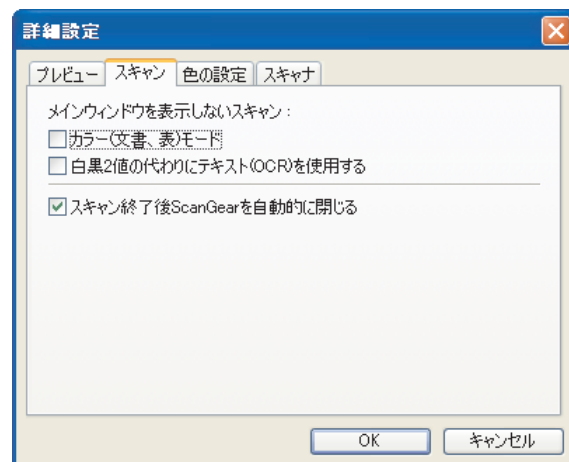 詳細設定
プレビュー スキャン 色の設定 スキャナ
メインウィンドウを表示しないスキャン：
カラー(文書、表)モード
白黒2値の代わりにテキスト(OCR)を使用する
スキャン終了後ScanGearを自動的に閉じる
OK キャンセル